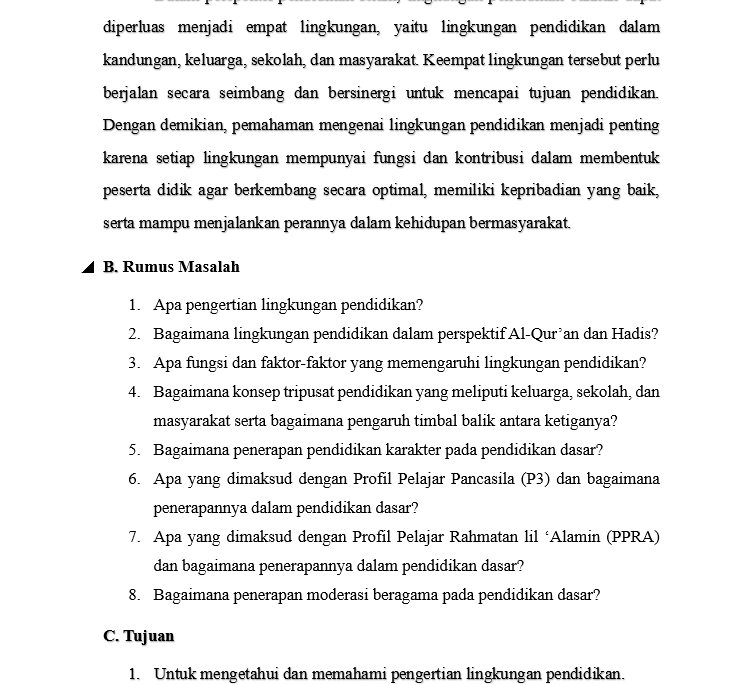 diperluas menjadi empat lingkungan, yaitu lingkungan pendidikan dalam
kandungan, keluarga, sekolah, dan masyarakat. Keempat lingkungan tersebut perlu
berjalan secara seimbang dan bersinergi untuk mencapai tujuan pendidikan.
Dengan demikian, pemahaman mengenai lingkungan pendidikan menjadi penting
karena setiap lingkungan mempunyai fungsi dan kontribusi dalam membentuk
peserta didik agar berkembang secara optimal, memiliki kepribadian yang baik,
serta mampu menjalankan perannya dalam kehidupan bermasyarakat.
B. Rumus Masalah
1. Apa pengertian lingkungan pendidikan?
2. Bagaimana lingkungan pendidikan dalam perspektif Al-Qur’an dan Hadis?
3. Apa fungsi dan faktor-faktor yang memengaruhi lingkungan pendidikan?
4. Bagaimana konsep tripusat pendidikan yang meliputi keluarga, sekolah, dan
masyarakat serta bagaimana pengaruh timbal balik antara ketiganya?
5. Bagaimana penerapan pendidikan karakter pada pendidikan dasar?
6. Apa yang dimaksud dengan Profil Pelajar Pancasila (P3) dan bagaimana
penerapannya dalam pendidikan dasar?
7. Apa yang dimaksud dengan Profil Pelajar Rahmatan lil ‘Alamin (PPRA)
dan bagaimana penerapannya dalam pendidikan dasar?
8. Bagaimana penerapan moderasi beragama pada pendidikan dasar?
C. Tujuan
1. Untuk mengetahui dan memahami pengertian lingkungan pendidikan.